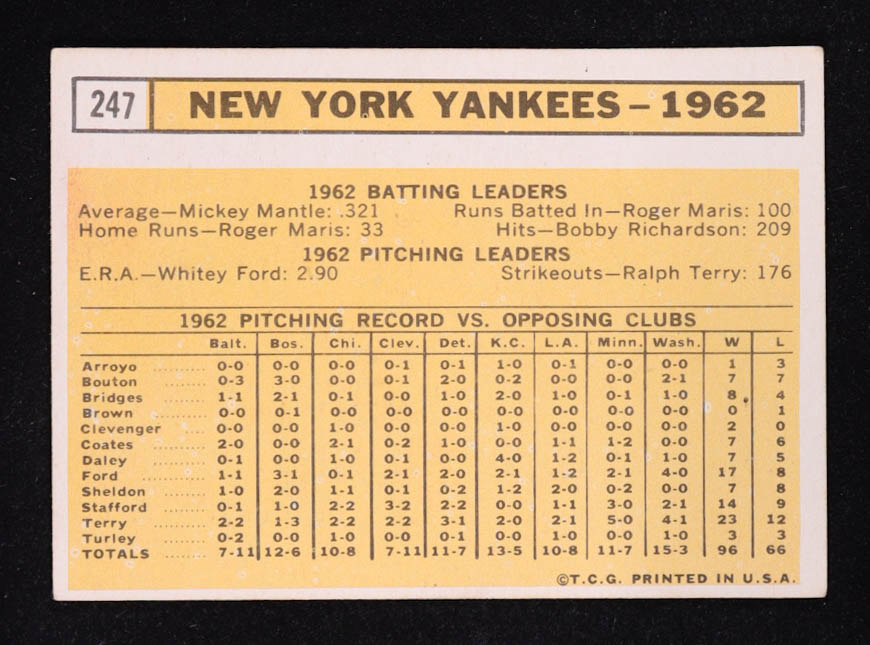 247 NEW YORK YANKEES – 1962
1962 BATTING LEADERS
Average—Mickey Mantle: .321 Runs Batted In—Roger Maris: 100
Home Runs—Roger Maris: 33 Hits—Bobby Richardson: 209
1962 PITCHING LEADERS
E.R.A.—Whitey Ford: 2.90 Strikeouts—Ralph Terry: 176
1962 PITCHING RECORD VS. OPPOSING CLUBS
Balt. Bos. Chi. Clev. Det. K.C. L.A. Minn. Wash. W L
Arroyo 0-0 0-0 0-0 0-1 0-1 1-0 0-1 0-0 0-0 1 3
Bouton 0-3 3-0 0-0 0-1 2-0 0-2 0-0 0-0 2-1 7 7
Bridges 1-1 2-1 0-1 0-0 1-0 2-0 1-0 0-1 1-0 8 4
Brown 0-0 0-1 0-0 0-0 0-0 0-0 0-0 0-0 0-0 0 1
Clevenger 0-0 0-0 1-0 0-0 0-0 1-0 0-0 0-0 0-0 2 0
Coates 2-0 0-0 2-1 0-2 1-0 0-0 1-1 1-2 0-0 7 6
Daley 0-1 0-0 1-0 0-1 0-0 4-0 1-2 0-1 1-0 7 5
Ford 1-1 3-1 0-1 2-1 2-0 2-1 1-2 2-1 4-0 17 8
Sheldon 1-0 2-0 1-1 0-1 0-2 1-2 2-0 0-2 0-0 7 8
Stafford 0-1 1-0 2-2 3-2 2-2 0-0 1-1 3-0 2-1 14 9
Terry 2-2 1-3 2-2 2-2 3-1 2-0 2-1 5-0 4-1 23 12
Turley 0-2 0-0 1-0 0-0 0-1 0-0 1-0 0-0 1-0 3 3
TOTALS 7-11 12-6 10-8 7-11 11-7 13-5 10-8 11-7 15-3 96 66
©T.C.G. PRINTED IN U.S.A.